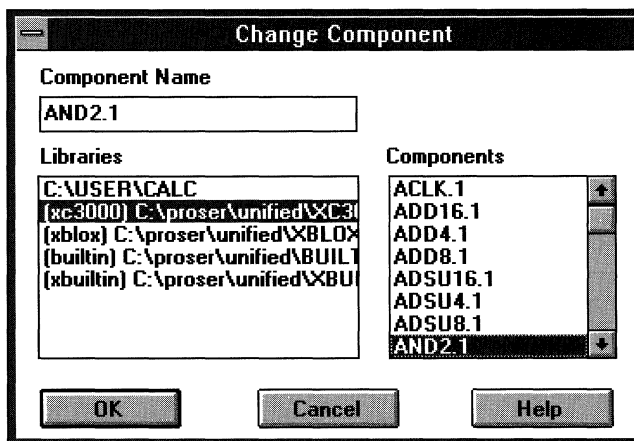 Change Component
Component Name
AND2.1
Libraries
C:\USER\CALC
(xc3000) C:\proser\unified\XC3
(xblox) C:\proser\unified\XBLOX
(builtin) C:\proser\unified\BUILT
(xbuiltin) C:\proser\unified\XBUI
Components
ACLK.1
ADD16.1
ADD4.1
ADD8.1
ADSU16.1
ADSU4.1
ADSU8.1
AND2.1
OK
Cancel
Help